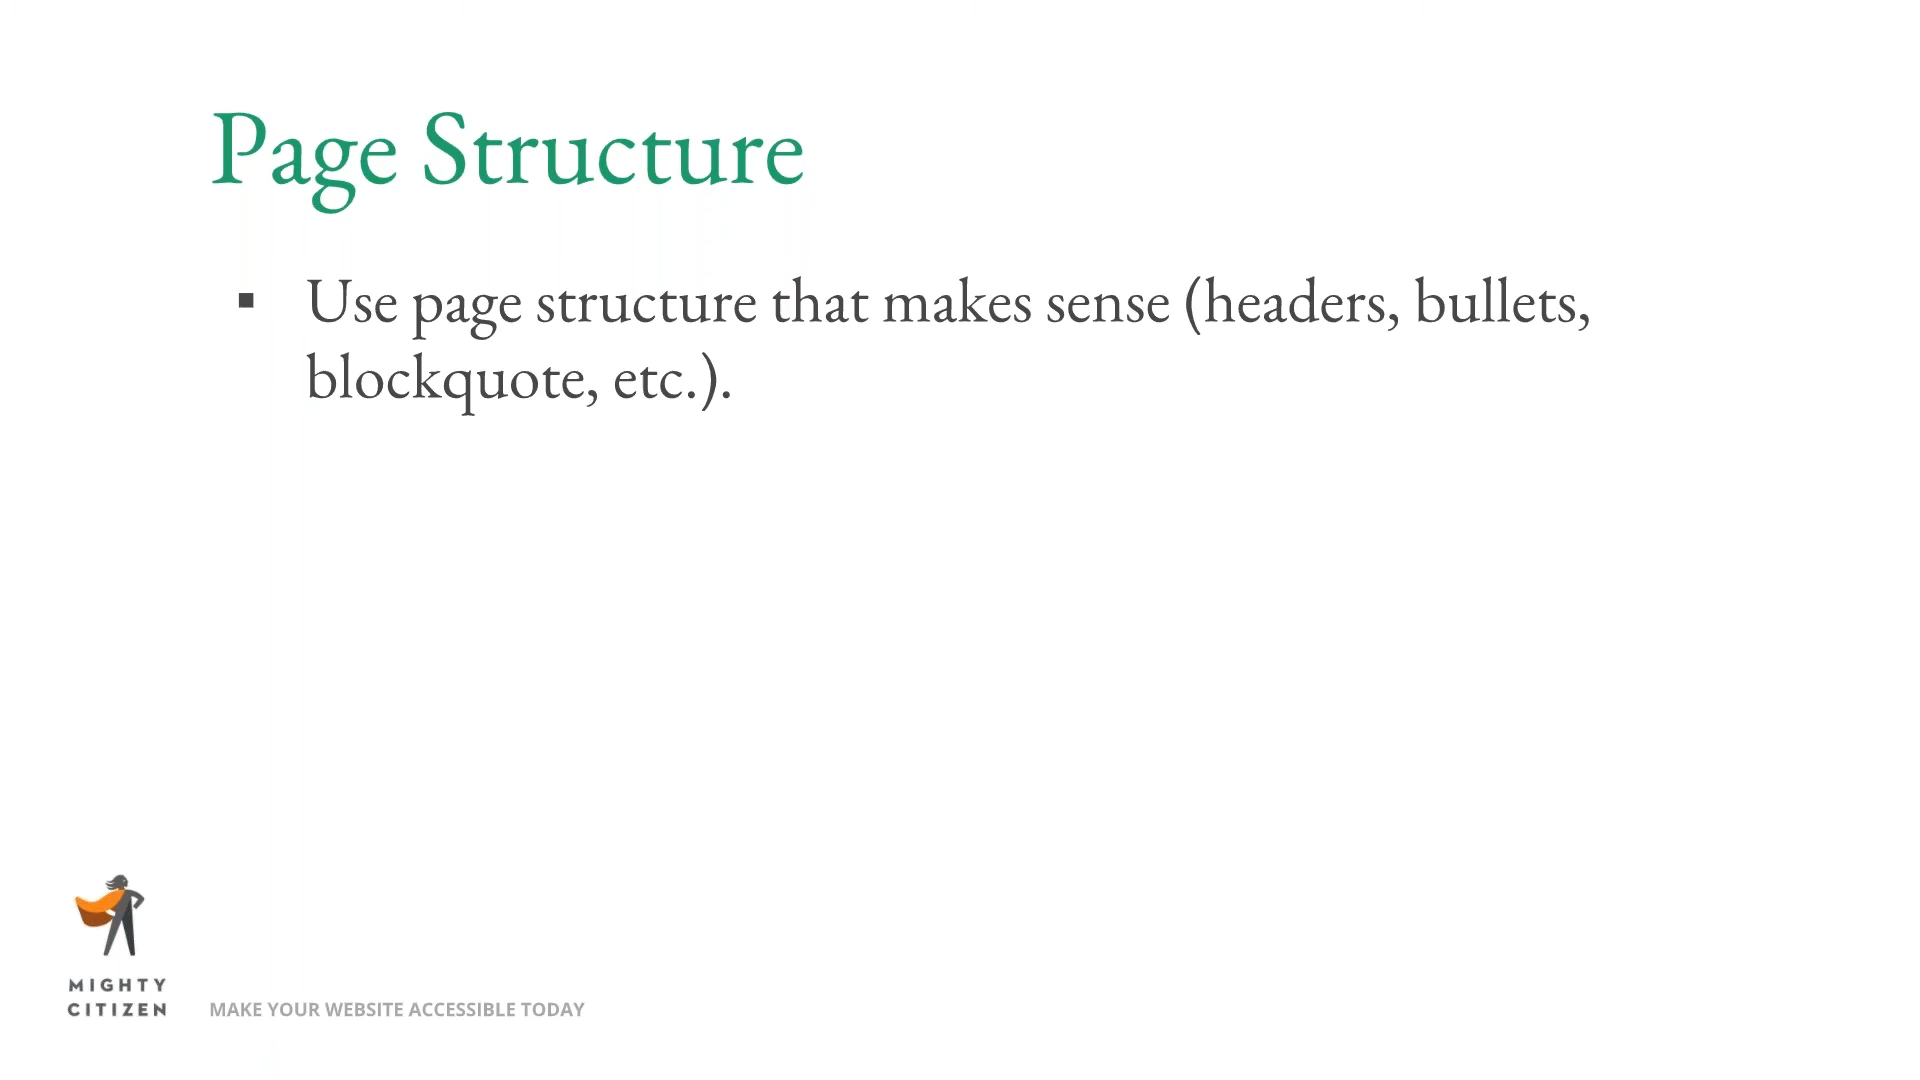 Page Structure
▪ Use page structure that makes sense (headers, bullets,
blockquote, etc.).
MIGHTY
CITIZEN
MAKE YOUR WEBSITE ACCESSIBLE TODAY